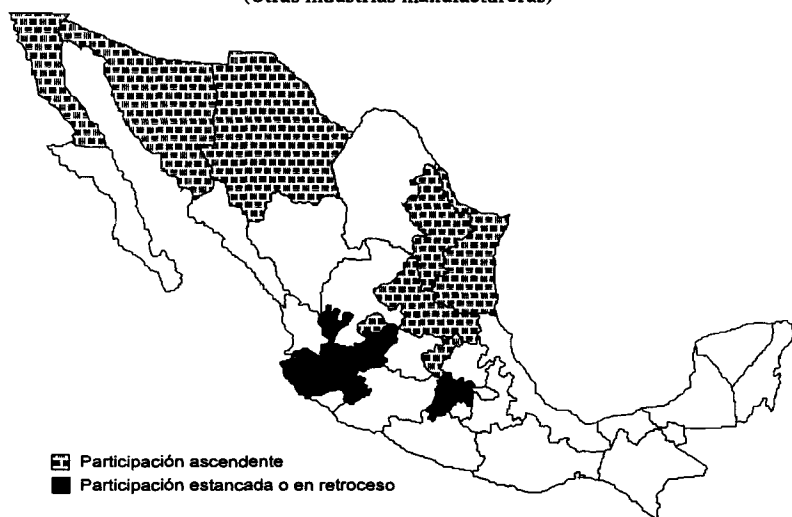 (Otras industrias manufactureras)
Participación ascendente
Participación estancada o en retroceso